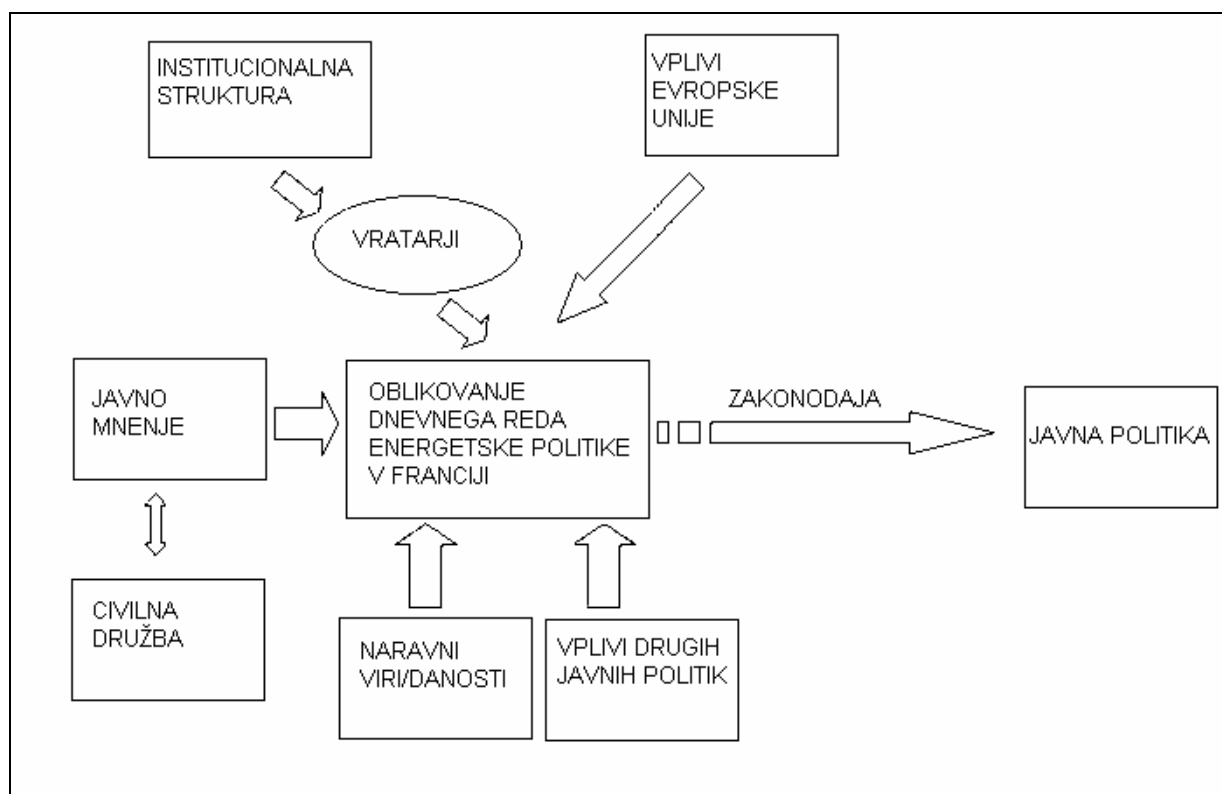 INSTITUCIONALNA
STRUKTURA
VPLIVI
EVROPSKE
UNIJE
VRATARJI
JAVNO
MNENJE
OBLIKOVANJE
DNEVNEGA REDA
ENERGETSKE POLITIKE
V FRANCIJI
ZAKONODAJA
JAVNA POLITIKA
CIVILNA
DRUŽBA
NARAVNI
VIRI/DANOSTI
VPLIVI DRUGIH
JAVNIH POLITIK